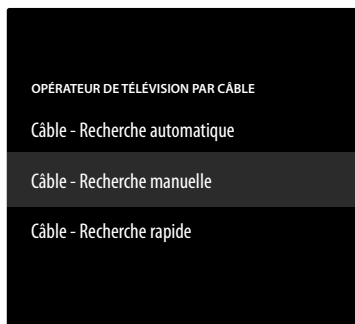 OPÉRATEUR DE TÉLÉVISION PAR CÂBLE
Câble - Recherche automatique
Câble - Recherche manuelle
Câble - Recherche rapide